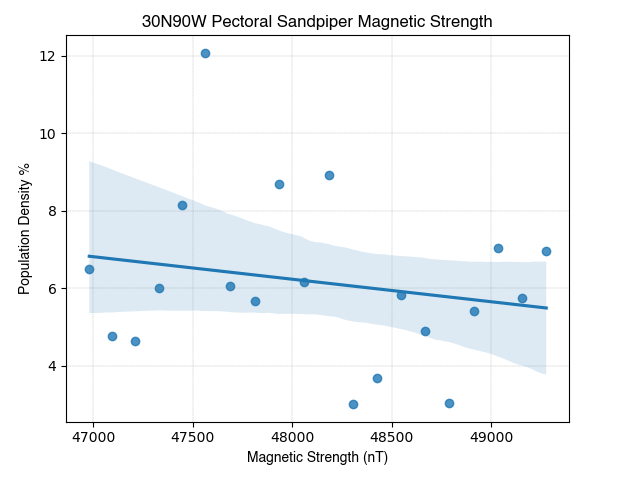 30N90W Pectoral Sandpiper Magnetic Strength
12
10
8
6
4
Population Density %
47000 47500 48000 48500 49000
Magnetic Strength (nT)